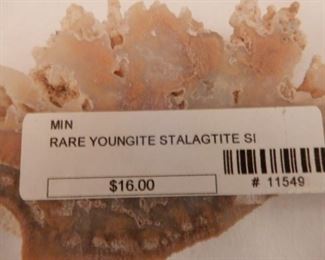 MIN
RARE YOUNGITE STALAGTITE SI
$16.00
# 11549